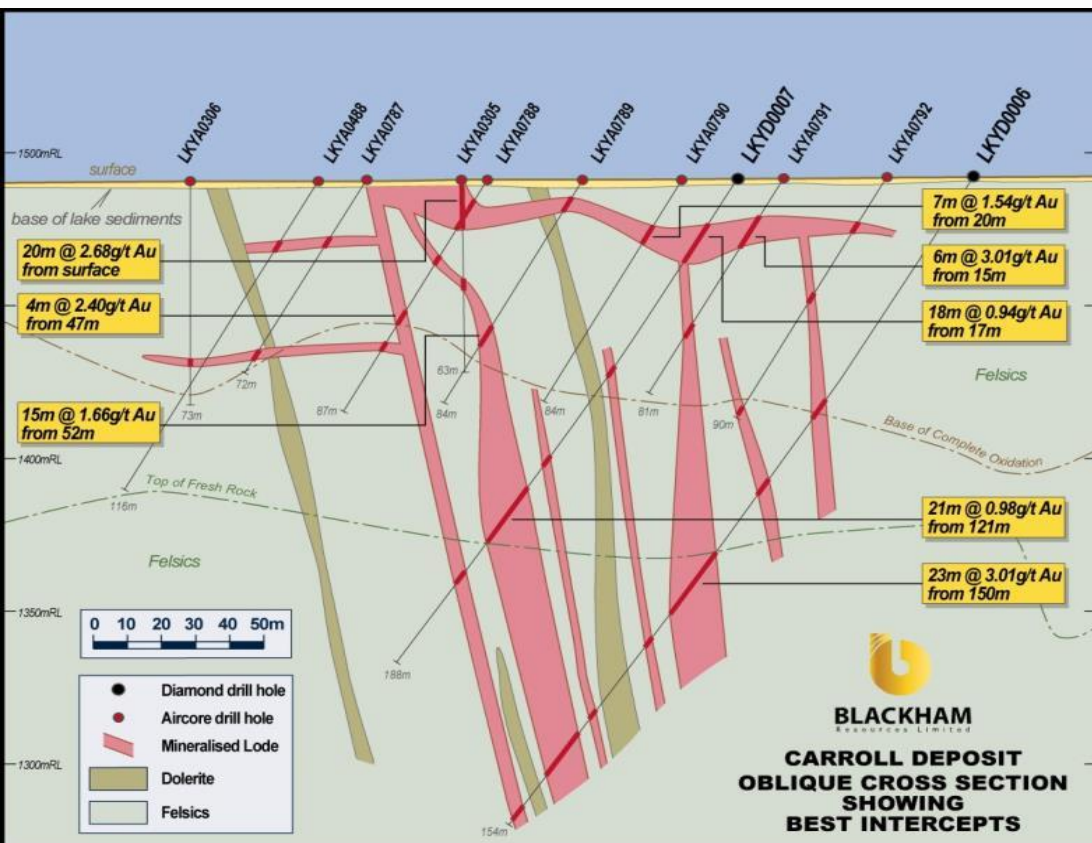 LKYA0306
LKYA0488
LKYA0787
LKYA0305
LKYA0788
LKYA0789
LKYA0790
LKYD0007
LKYA0791
LKYA0792
LKYD0006
1500mRL
surface
base of lake sediments
20m @ 2.68g/t Au
from surface
4m @ 2.40g/t Au
from 47m
15m @ 1.66g/t Au
from 52m
7m @ 1.54g/t Au
from 20m
6m @ 3.01g/t Au
from 15m
18m @ 0.94g/t Au
from 17m
Felsics
73m
72m
87m
63m
84m
84m
81m
90m
Base of Complete Oxidation
1400mRL
Top of Fresh Rock
116m
Felsics
21m @ 0.98g/t Au
from 121m
23m @ 3.01g/t Au
from 150m
1350mRL
0 10 20 30 40 50m
188m
Diamond drill hole
Aircore drill hole
Mineralised Lode
Dolerite
Felsics
1300mRL
154m
BLACKHAM
Resources Limited
CARROLL DEPOSIT
OBLIQUE CROSS SECTION
SHOWING
BEST INTERCEPTS